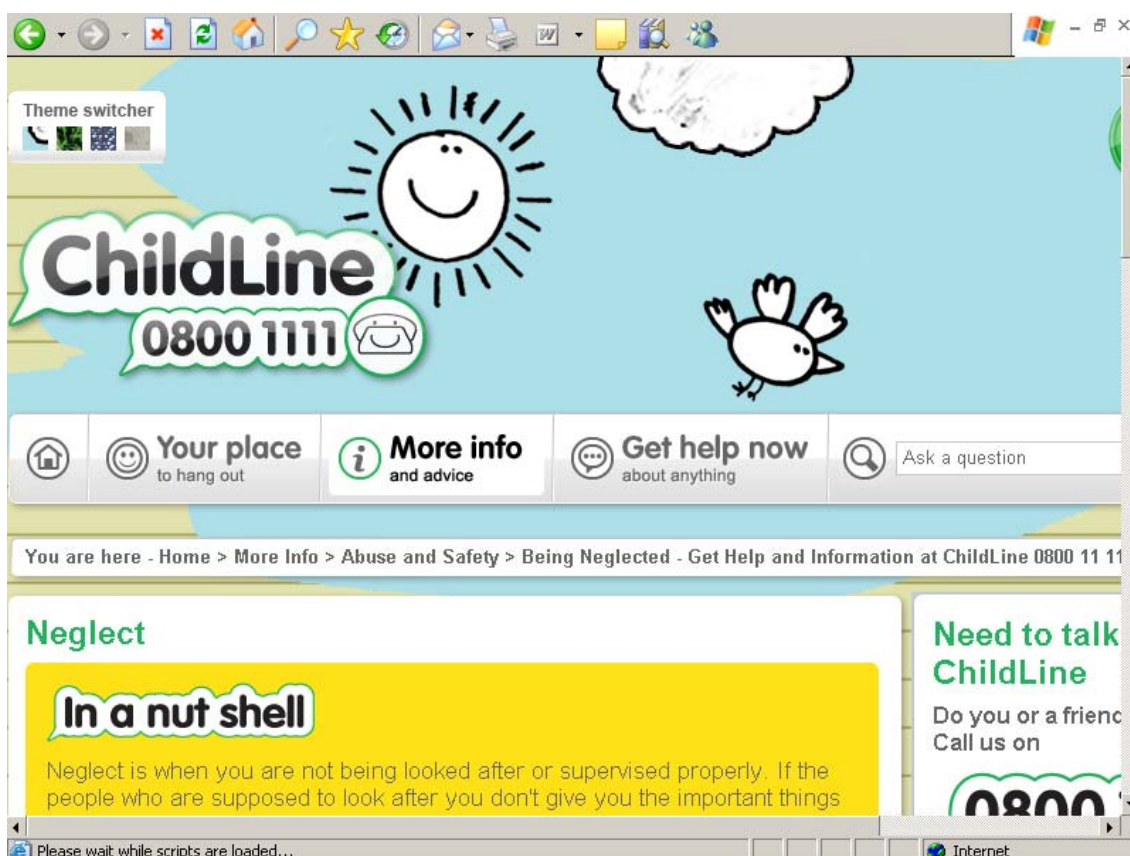 Theme switcher
ChildLine
0800 1111
Your place
to hang out
More info
and advice
Get help now
about anything
Ask a question
You are here - Home > More Info > Abuse and Safety > Being Neglected - Get Help and Information at ChildLine 0800 11 11
Neglect
In a nut shell
Neglect is when you are not being looked after or supervised properly. If the
people who are supposed to look after you don't give you the important things
Need to talk
ChildLine
Do you or a friend
Call us on
0800
Please wait while scripts are loaded...
Internet